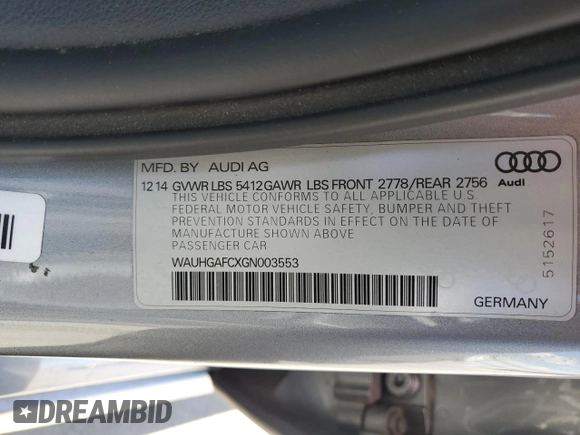 MFD. BY AUDI AG
12 14 GVWR LBS 5412 GAWR LBS FRONT 2778/REAR 2756
THIS VEHICLE CONFORMS TO ALL APPLICABLE U.S.
FEDERAL MOTOR VEHICLE SAFETY, BUMPER AND THEFT
PREVENTION STANDARDS IN EFFECT ON THE DATE OF
MANUFACTURE SHOWN ABOVE
PASSENGER CAR
WAUHGAFCXGN003553
Audi
5152617
GERMANY
DREAMBID